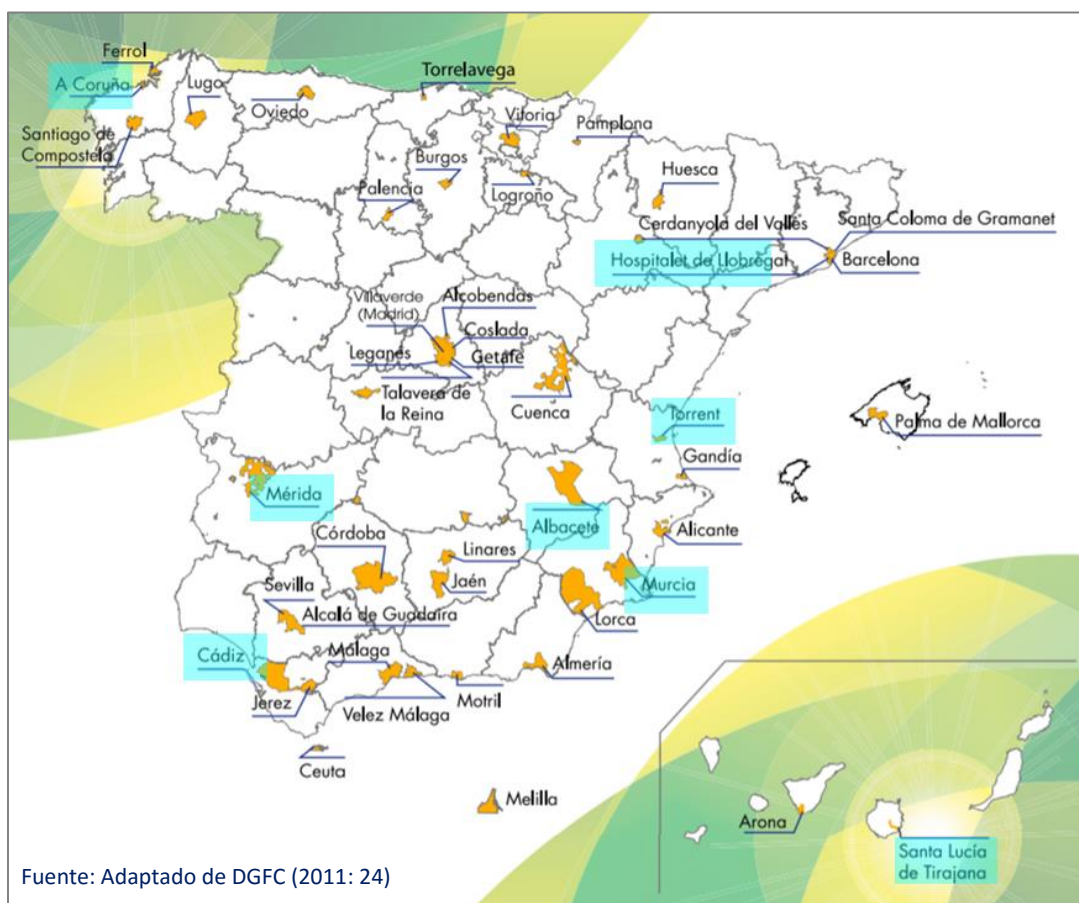 Ferrol
A Coruña
Lugo
Oviedo
Torrelavega
Vitoria
Pamplona
Santiago de
Compostela
Burgos
Palencia
Logroño
Huesca
Cerdanyola del Vallés
Santa Coloma de Gramanet
Hospitalet de Llobregat
Barcelona
Villaverde
(Madrid)
Alcobendas
Coslada
Leganés
Getafe
Talavera de
la Reina
Cuenca
Torrent
Palma de Mallorca
Gandía
Mérida
Albacete
Alicante
Córdoba
Linares
Jaén
Murcia
Sevilla
Alcalá de Guadaíra
Lorca
Cádiz
Málaga
Almería
Jerez
Velez Málaga
Motril
Ceuta
Melilla
Arona
Santa Lucía
de Tirajana
Fuente: Adaptado de DGFC (2011: 24)